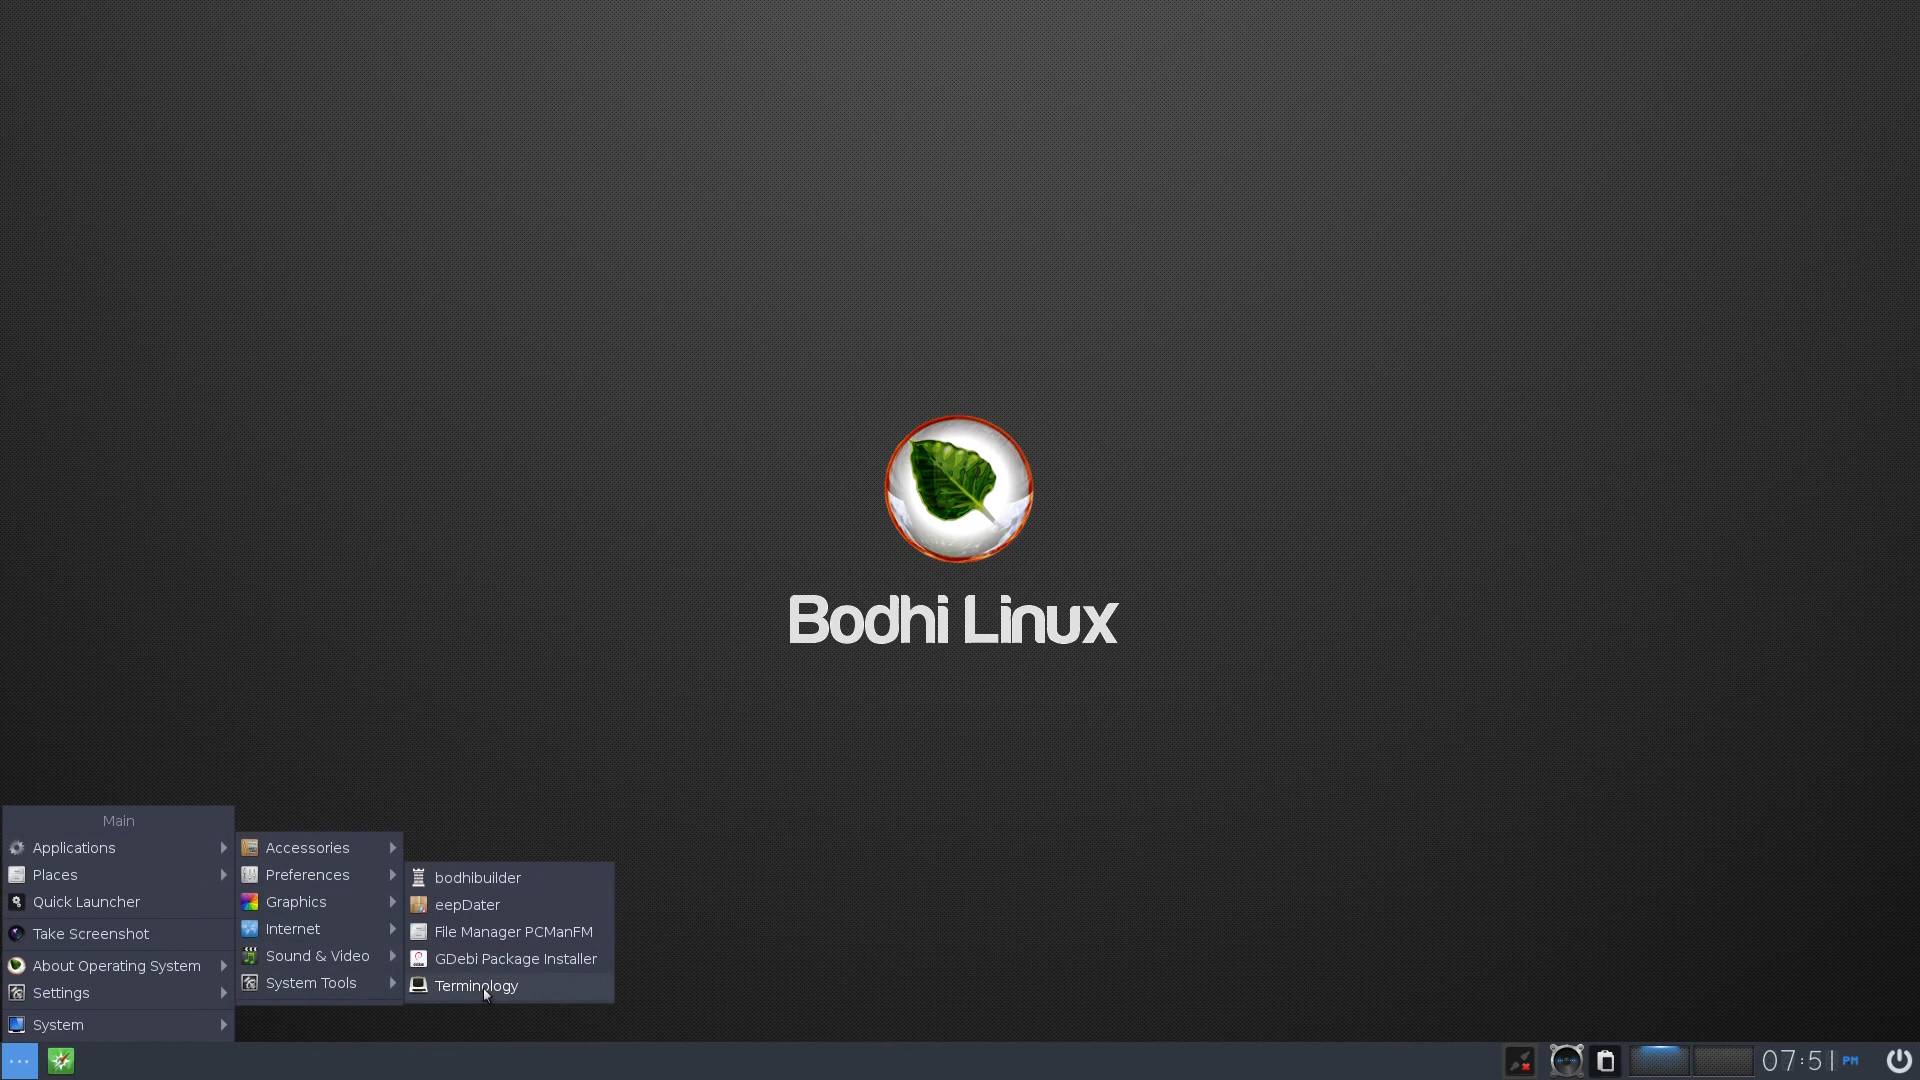 Bodhi Linux
Main
Applications
Places
Quick Launcher
Take Screenshot
About Operating System
Settings
System
Accessories
Preferences
Graphics
Internet
Sound & Video
System Tools
bodhibuilder
eepDater
File Manager PCManFM
GDebi Package Installer
Terminology
07:51 PM